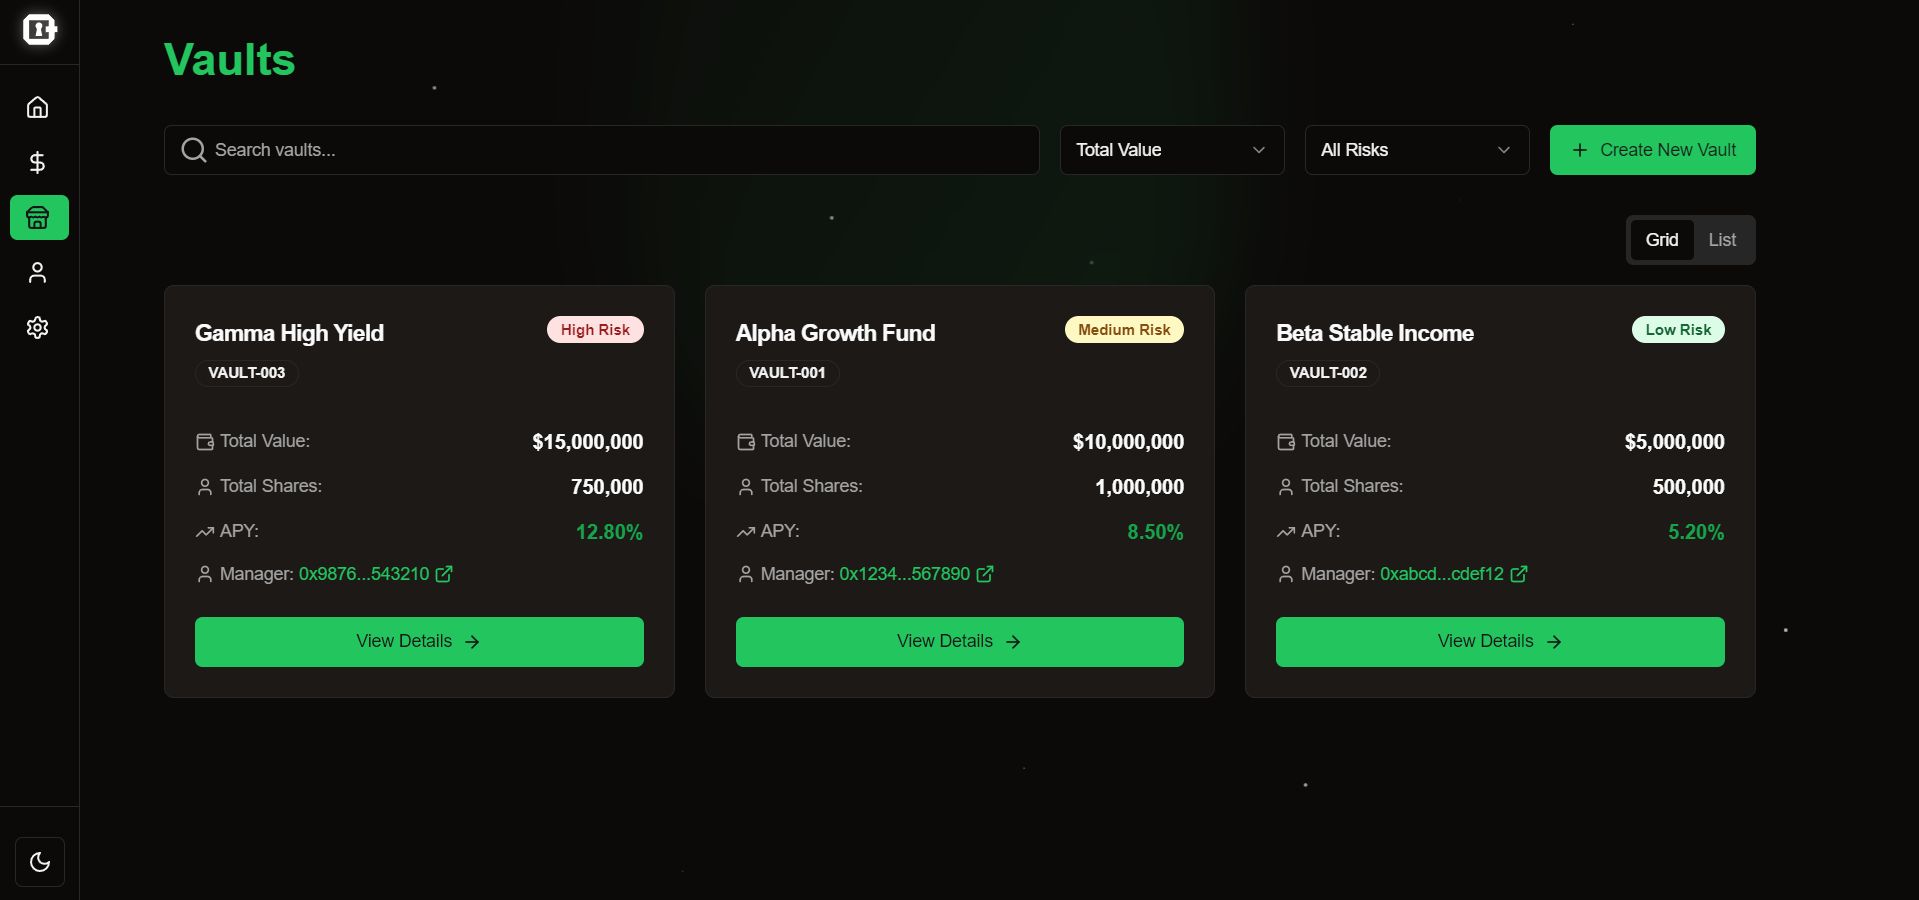 Vaults
Search vaults...
Total Value
All Risks
Create New Vault
Grid
List
Gamma High Yield
High Risk
VAULT-003
Total Value: $15,000,000
Total Shares: 750,000
APY: 12.80%
Manager: 0x9876...543210
View Details
Alpha Growth Fund
Medium Risk
VAULT-001
Total Value: $10,000,000
Total Shares: 1,000,000
APY: 8.50%
Manager: 0x1234...567890
View Details
Beta Stable Income
Low Risk
VAULT-002
Total Value: $5,000,000
Total Shares: 500,000
APY: 5.20%
Manager: 0xabcd...cdef12
View Details